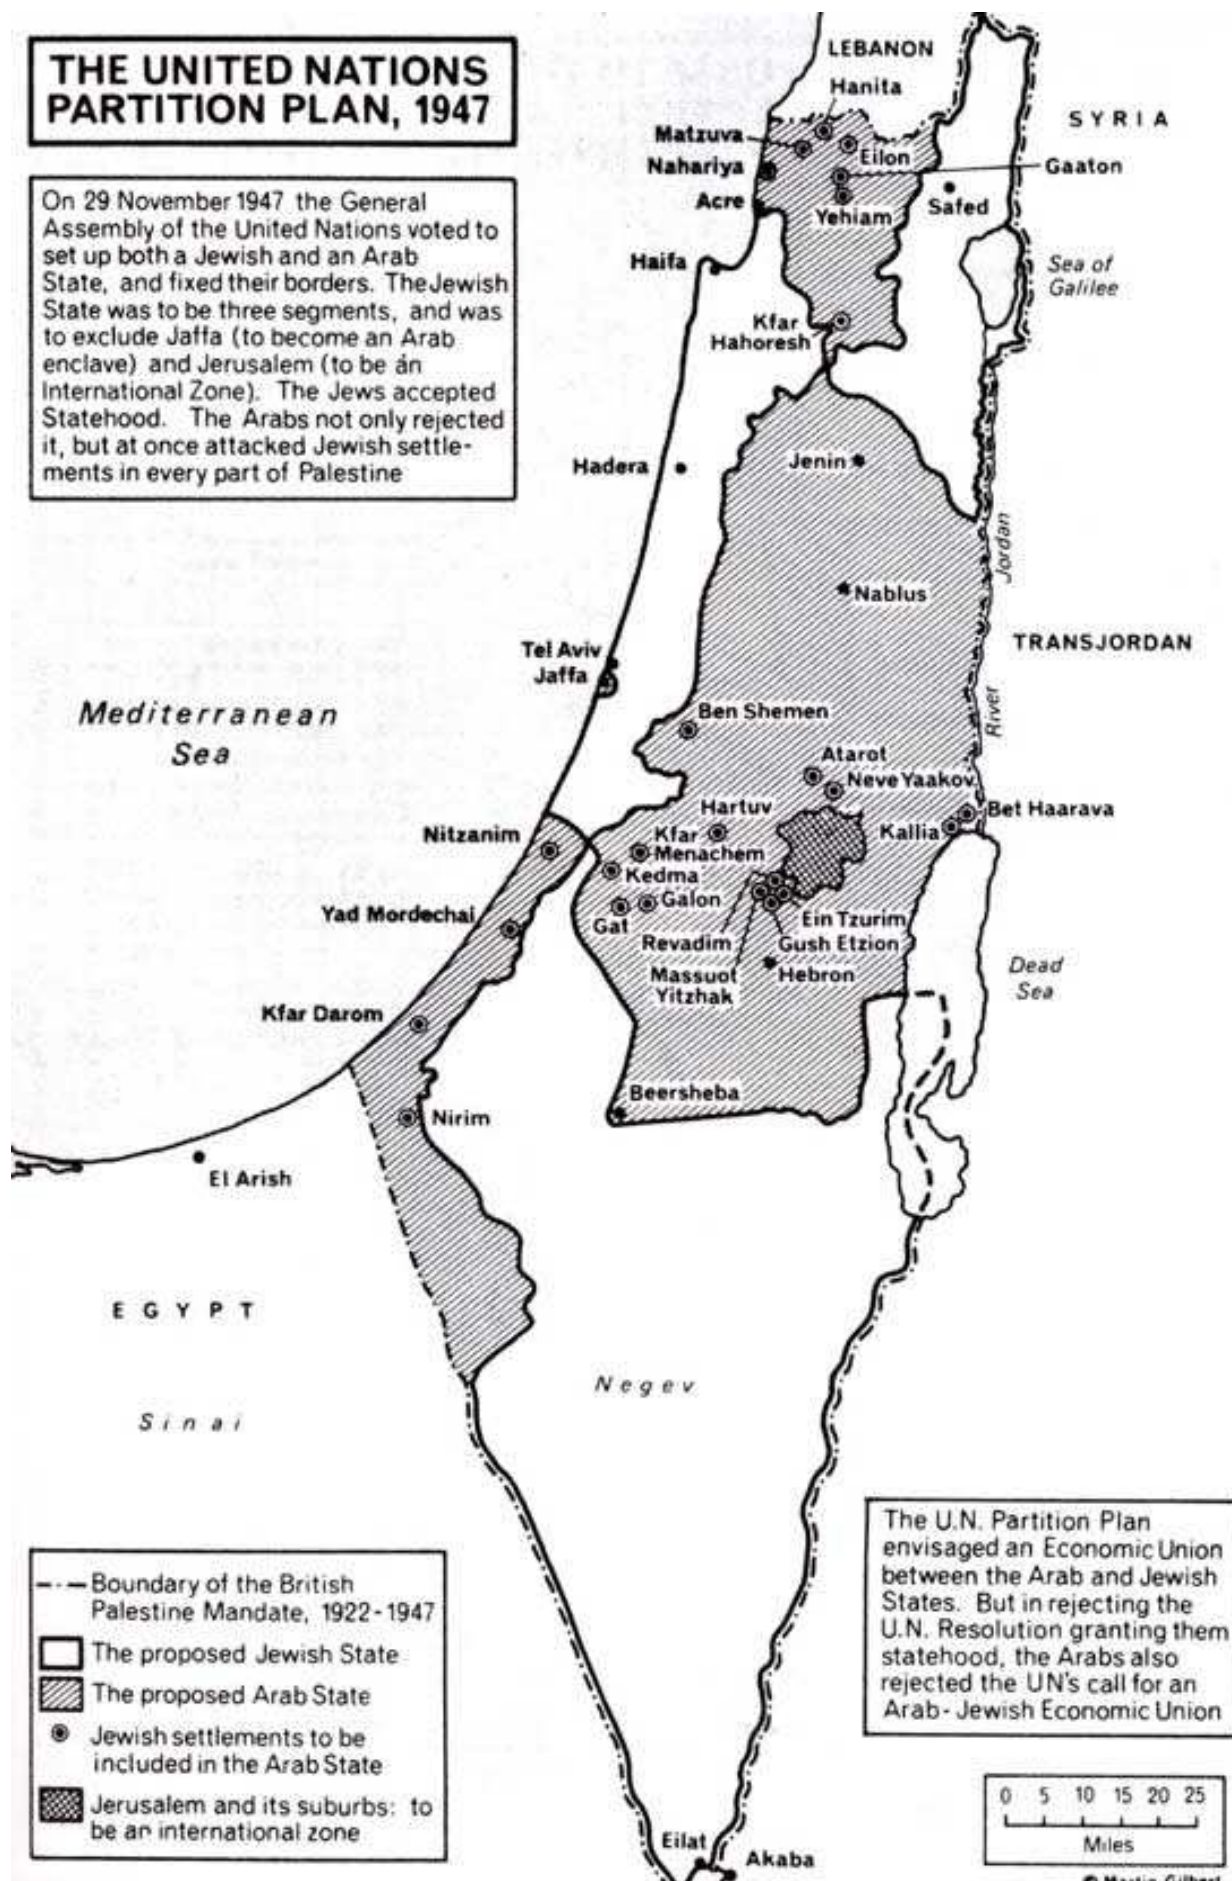 THE UNITED NATIONS
PARTITION PLAN, 1947
On 29 November 1947 the General
Assembly of the United Nations voted to
set up both a Jewish and an Arab
State, and fixed their borders. The Jewish
State was to be three segments, and was
to exclude Jaffa (to become an Arab
enclave) and Jerusalem (to be an
International Zone). The Jews accepted
Statehood. The Arabs not only rejected
it, but at once attacked Jewish settle-
ments in every part of Palestine
LEBANON
Hanita
SYRIA
Matzuva
Eilon
Nahariya
Gaaton
Acre
Yehiam
Safed
Haifa
Sea of
Galilee
Kfar
Hahoresh
Hadera
Jenin
Jordan
Nablus
Tel Aviv
Jaffa
TRANSJORDAN
Mediterranean
Sea
River
Ben Shemen
Atarot
Neve Yaakov
Hartuv
Bet Haarava
Kallia
Nitzanim
Kfar
Menachem
Kedma
Yad Mordechai
Galon
Gat
Ein Tzurim
Revadim
Gush Etzion
Massuot
Yitzhak
Hebron
Dead
Sea
Kfar Darom
Beersheba
Nirim
El Arish
EGYPT
Sinai
Negev
Boundary of the British
Palestine Mandate, 1922-1947
The proposed Jewish State
The proposed Arab State
Jewish settlements to be
included in the Arab State
Jerusalem and its suburbs: to
be an international zone
The U.N. Partition Plan
envisaged an Economic Union
between the Arab and Jewish
States. But in rejecting the
U.N. Resolution granting them
statehood, the Arabs also
rejected the UN's call for an
Arab-Jewish Economic Union
0 5 10 15 20 25
Miles
Eilat
Akaba
© Martin Gilbert